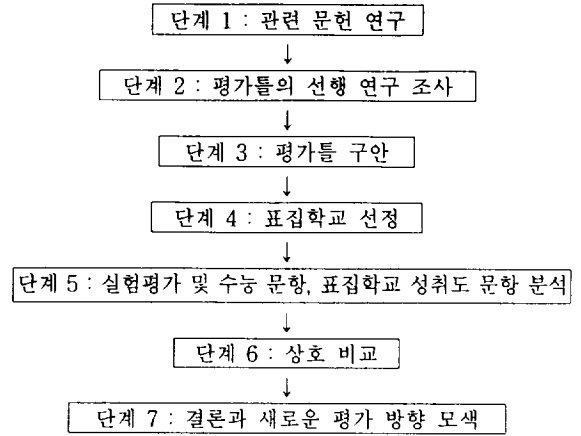 단계 1 : 관련 문헌 연구
↓
단계 2 : 평가틀의 선행 연구 조사
↓
단계 3 : 평가틀 구안
↓
단계 4 : 표집학교 선정
↓
단계 5 : 실험평가 및 수능 문항, 표집학교 성취도 문항 분석
↓
단계 6 : 상호 비교
↓
단계 7 : 결론과 새로운 평가 방향 모색